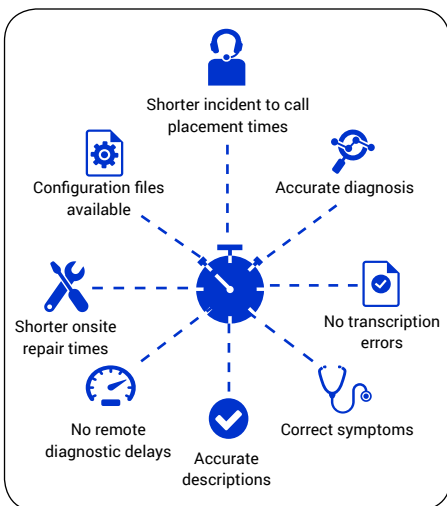 Shorter incident to call
placement times
Configuration files
available
Accurate diagnosis
Shorter onsite
repair times
No transcription
errors
No remote
diagnostic delays
Accurate
descriptions
Correct symptoms